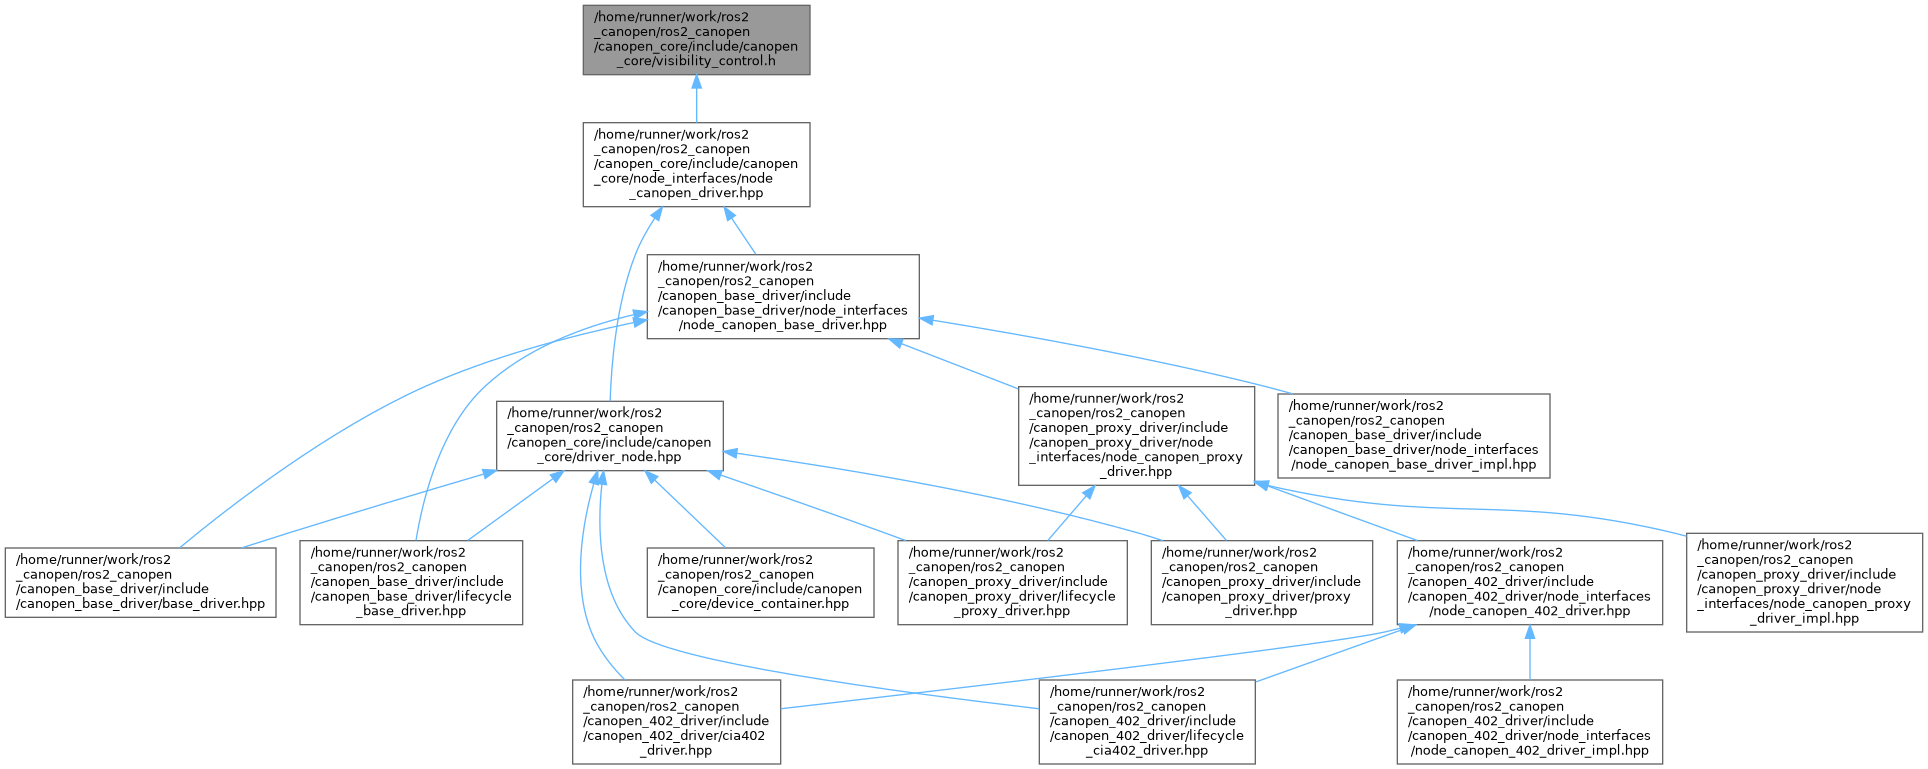 /home/runner/work/ros2
_canopen/ros2_canopen
/canopen_core/include/canopen
_core/visibility_control.h
/home/runner/work/ros2
_canopen/ros2_canopen
/canopen_core/include/canopen
_core/node_interfaces/node
_canopen_driver.hpp
/home/runner/work/ros2
_canopen/ros2_canopen
/canopen_base_driver/include
/canopen_base_driver/node_interfaces
/node_canopen_base_driver.hpp
/home/runner/work/ros2
_canopen/ros2_canopen
/canopen_core/include/canopen
_core/driver_node.hpp
/home/runner/work/ros2
_canopen/ros2_canopen
/canopen_proxy_driver/include
/canopen_proxy_driver/node
_interfaces/node_canopen_proxy
_driver.hpp
/home/runner/work/ros2
_canopen/ros2_canopen
/canopen_base_driver/include
/canopen_base_driver/node_interfaces
/node_canopen_base_driver_impl.hpp
/home/runner/work/ros2
_canopen/ros2_canopen
/canopen_base_driver/include
/canopen_base_driver/base_driver.hpp
/home/runner/work/ros2
_canopen/ros2_canopen
/canopen_base_driver/include
/canopen_base_driver/lifecycle
_base_driver.hpp
/home/runner/work/ros2
_canopen/ros2_canopen
/canopen_core/include/canopen
_core/device_container.hpp
/home/runner/work/ros2
_canopen/ros2_canopen
/canopen_proxy_driver/include
/canopen_proxy_driver/lifecycle
_proxy_driver.hpp
/home/runner/work/ros2
_canopen/ros2_canopen
/canopen_proxy_driver/include
/canopen_proxy_driver/proxy
_driver.hpp
/home/runner/work/ros2
_canopen/ros2_canopen
/canopen_402_driver/include
/canopen_402_driver/node_interfaces
/node_canopen_402_driver.hpp
/home/runner/work/ros2
_canopen/ros2_canopen
/canopen_proxy_driver/include
/canopen_proxy_driver/node
_interfaces/node_canopen_proxy
_driver_impl.hpp
/home/runner/work/ros2
_canopen/ros2_canopen
/canopen_402_driver/include
/canopen_402_driver/cia402
_driver.hpp
/home/runner/work/ros2
_canopen/ros2_canopen
/canopen_402_driver/include
/canopen_402_driver/lifecycle
_cia402_driver.hpp
/home/runner/work/ros2
_canopen/ros2_canopen
/canopen_402_driver/include
/canopen_402_driver/node_interfaces
/node_canopen_402_driver_impl.hpp